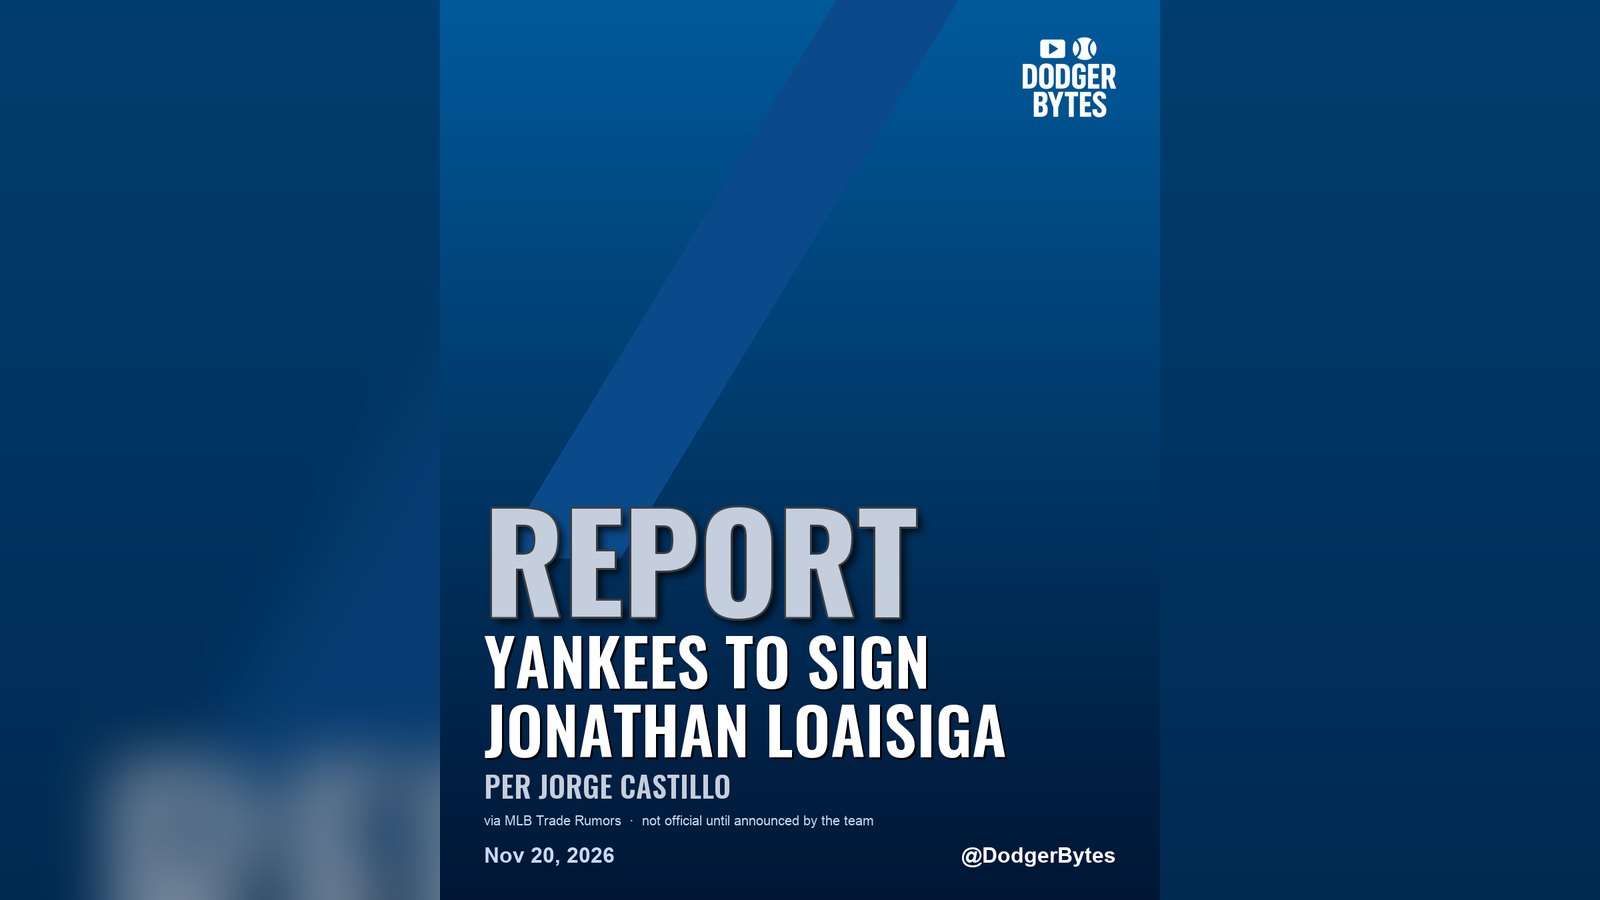 DODGER
BYTES
REPORT
YANKEES TO SIGN
JONATHAN LOAISIGA
PER JORGE CASTILLO
via MLB Trade Rumors · not official until announced by the team
Nov 20, 2026
@DodgerBytes